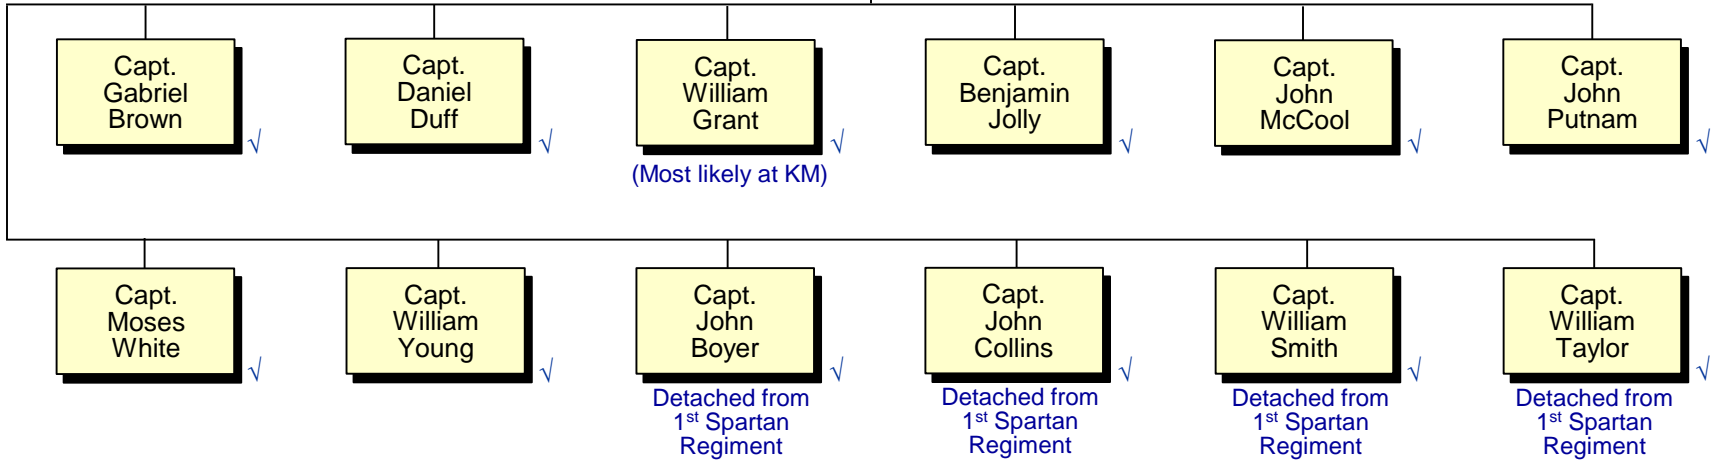 Capt.
Gabriel
Brown
√
Capt.
Daniel
Duff
√
Capt.
William
Grant
√
(Most likely at KM)
Capt.
Benjamin
Jolly
√
Capt.
John
McCool
√
Capt.
John
Putnam
√
Capt.
Moses
White
√
Capt.
William
Young
√
Capt.
John
Boyer
√
Detached from
1st Spartan
Regiment
Capt.
John
Collins
√
Detached from
1st Spartan
Regiment
Capt.
William
Smith
√
Detached from
1st Spartan
Regiment
Capt.
William
Taylor
√
Detached from
1st Spartan
Regiment